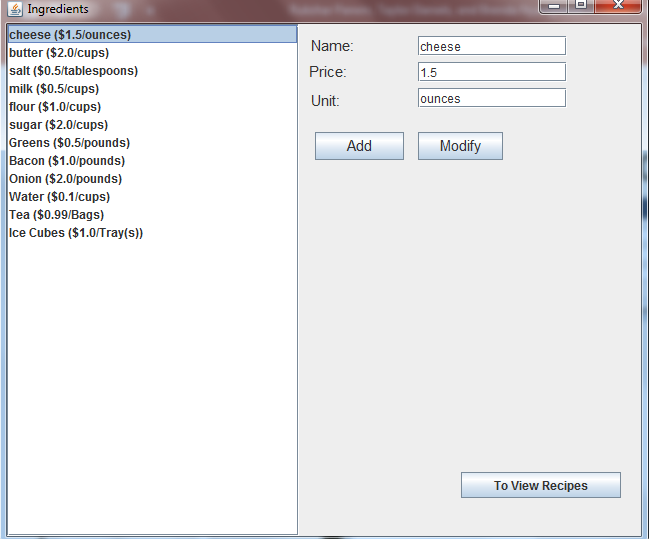 Ingredients
cheese ($1.5/ounces)
butter ($2.0/cups)
salt ($0.5/tablespoons)
milk ($0.5/cups)
flour ($1.0/cups)
sugar ($2.0/cups)
Greens ($0.5/pounds)
Bacon ($1.0/pounds)
Onion ($2.0/pounds)
Water ($0.1/cups)
Tea ($0.99/Bags)
Ice Cubes ($1.0/Tray(s))
Name: cheese
Price: 1.5
Unit: ounces
Add Modify
To View Recipes